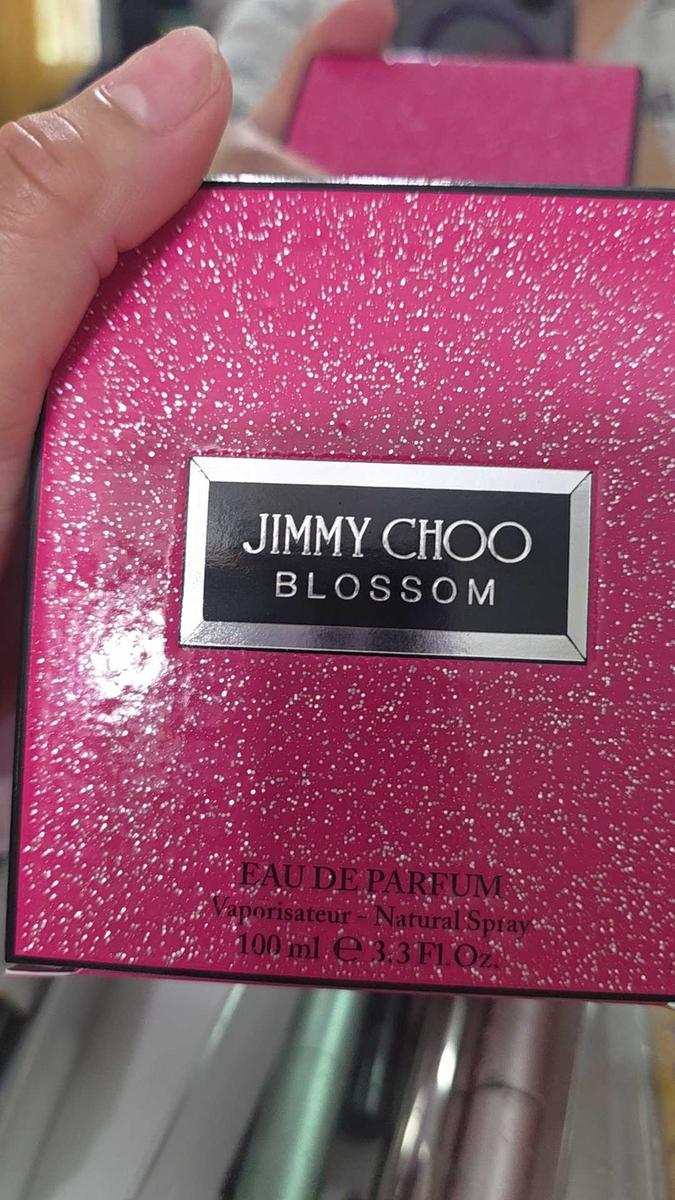 JIMMY CHOO
BLOSSOM
EAU DE PARFUM
Vaporisateur - Natural Spray
100 ml ℮ 3.3 Fl.Oz.